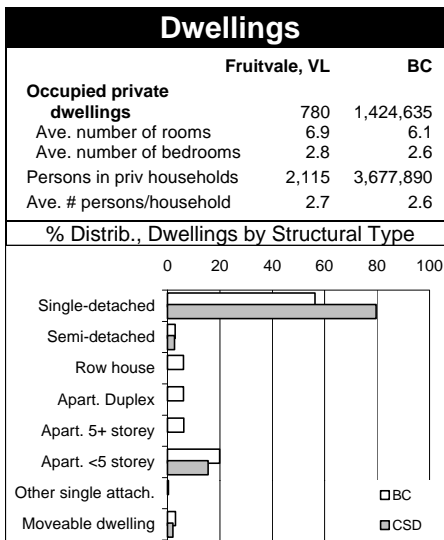 Dwellings
Fruitvale, VL BC
Occupied private
dwellings 780 1,424,635
Ave. number of rooms 6.9 6.1
Ave. number of bedrooms 2.8 2.6
Persons in priv households 2,115 3,677,890
Ave. # persons/household 2.7 2.6
% Distrib., Dwellings by Structural Type
0 20 40 60 80 100
Single-detached
Semi-detached
Row house
Apart. Duplex
Apart. 5+ storey
Apart. <5 storey
Other single attach.
BC
Moveable dwelling
CSD